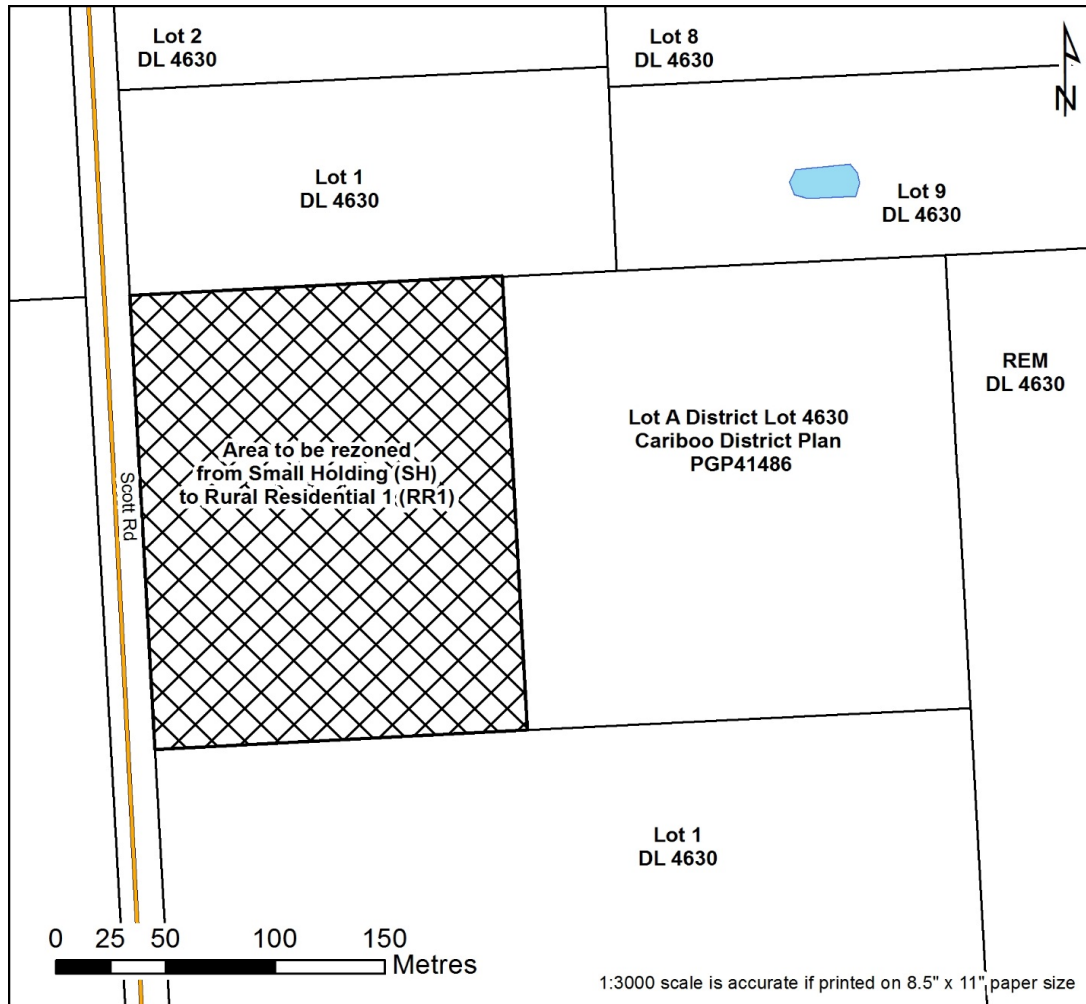 Lot 2
DL 4630
Lot 8
DL 4630
N
Lot 1
DL 4630
Lot 9
DL 4630
REM
DL 4630
Lot A District Lot 4630
Cariboo District Plan
PGP41486
Area to be rezoned
from Small Holding (SH)
to Rural Residential 1 (RR1)
Scott Rd
Lot 1
DL 4630
0 25 50 100 150
Metres
1:3000 scale is accurate if printed on 8.5" x 11" paper size